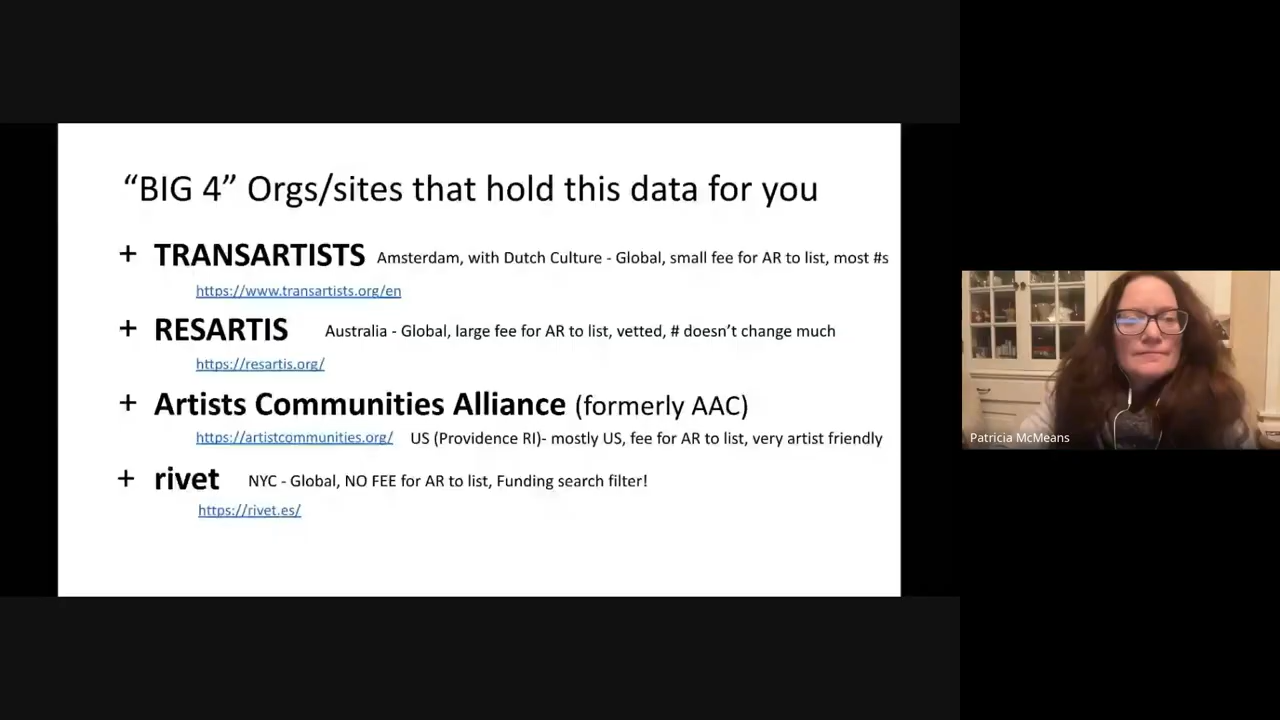 “BIG 4” Orgs/sites that hold this data for you
+ TRANSARTISTS Amsterdam, with Dutch Culture - Global, small fee for AR to list, most #s
https://www.transartists.org/en
+ RESARTIS Australia - Global, large fee for AR to list, vetted, # doesn’t change much
https://resartis.org/
+ Artists Communities Alliance (formerly AAC)
https://artistcommunities.org/ US (Providence RI)- mostly US, fee for AR to list, very artist friendly
+ rivet NYC - Global, NO FEE for AR to list, Funding search filter!
https://rivet.es/
Patricia McMeans